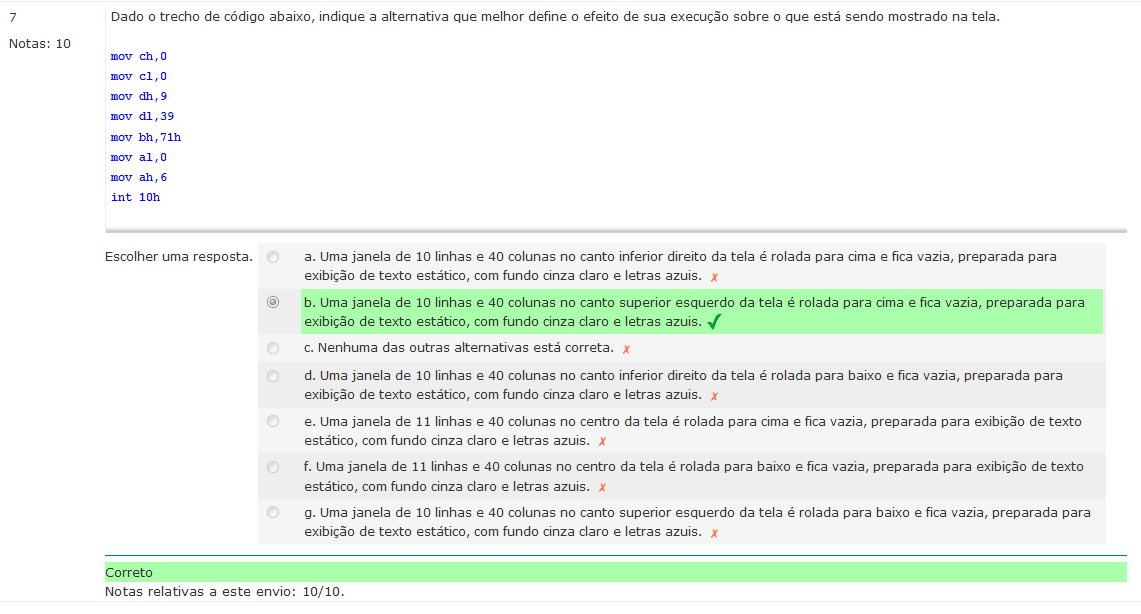 7
Notas: 10
Dado o trecho de código abaixo, indique a alternativa que melhor define o efeito de sua execução sobre o que está sendo mostrado na tela.
mov ch,0
mov cl,0
mov dh,9
mov dl,39
mov bh,71h
mov al,0
mov ah,6
int 10h
Escolher uma resposta.
a. Uma janela de 10 linhas e 40 colunas no canto inferior direito da tela é rolada para cima e fica vazia, preparada para
exibição de texto estático, com fundo cinza claro e letras azuis. ✗
b. Uma janela de 10 linhas e 40 colunas no canto superior esquerdo da tela é rolada para cima e fica vazia, preparada para
exibição de texto estático, com fundo cinza claro e letras azuis. ✓
c. Nenhuma das outras alternativas está correta. ✗
d. Uma janela de 10 linhas e 40 colunas no canto inferior direito da tela é rolada para baixo e fica vazia, preparada para
exibição de texto estático, com fundo cinza claro e letras azuis. ✗
e. Uma janela de 11 linhas e 40 colunas no centro da tela é rolada para cima e fica vazia, preparada para exibição de texto
estático, com fundo cinza claro e letras azuis. ✗
f. Uma janela de 11 linhas e 40 colunas no centro da tela é rolada para baixo e fica vazia, preparada para exibição de texto
estático, com fundo cinza claro e letras azuis. ✗
g. Uma janela de 10 linhas e 40 colunas no canto superior esquerdo da tela é rolada para baixo e fica vazia, preparada para
exibição de texto estático, com fundo cinza claro e letras azuis. ✗
Correto
Notas relativas a este envio: 10/10.